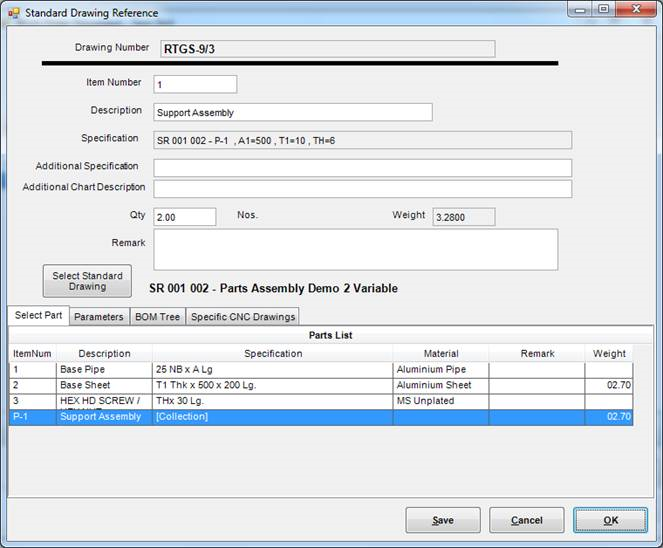 Standard Drawing Reference
Drawing Number RTGS-9/3
Item Number 1
Description Support Assembly
Specification SR 001 002 - P-1 , A1=500 , T1=10 , TH=6
Additional Specification
Additional Chart Description
Qty 2.00 Nos. Weight 3.2800
Remark
Select Standard
Drawing
SR 001 002 - Parts Assembly Demo 2 Variable
Select Part Parameters BOM Tree Specific CNC Drawings
Parts List
ItemNum Description Specification Material Remark Weight
1 Base Pipe 25 NB x A Lg Aluminium Pipe
2 Base Sheet T1 Thk x 500 x 200 Lg. Aluminium Sheet 02.70
3 HEX HD SCREW / THx 30 Lg. MS Unplated
P-1 Support Assembly [Collection] 02.70
Save Cancel OK